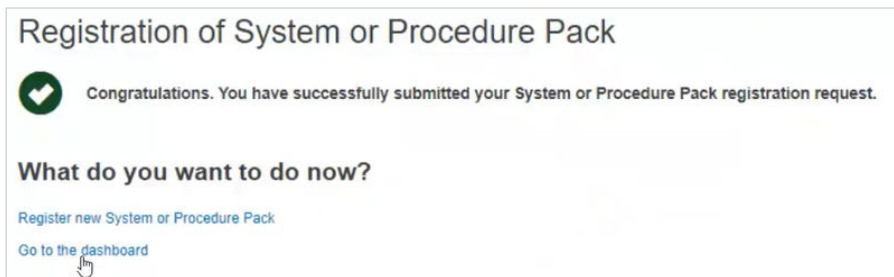 Registration of System or Procedure Pack
Congratulations. You have successfully submitted your System or Procedure Pack registration request.
What do you want to do now?
Register new System or Procedure Pack
Go to the dashboard